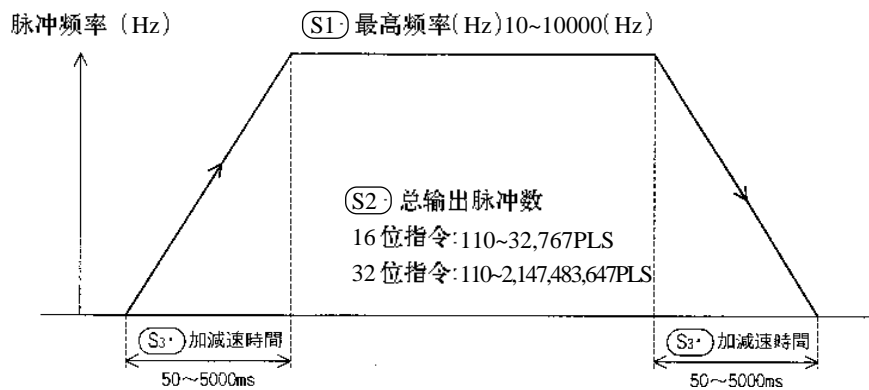 脉冲频率（Hz）
(S1·) 最高频率(Hz)10~10000(Hz)
(S2·) 总输出脉冲数
16位指令:110~32,767PLS
32位指令:110~2,147,483,647PLS
(S3·) 加減速時間
50～5000ms
(S3·) 加減速時間
50～5000ms